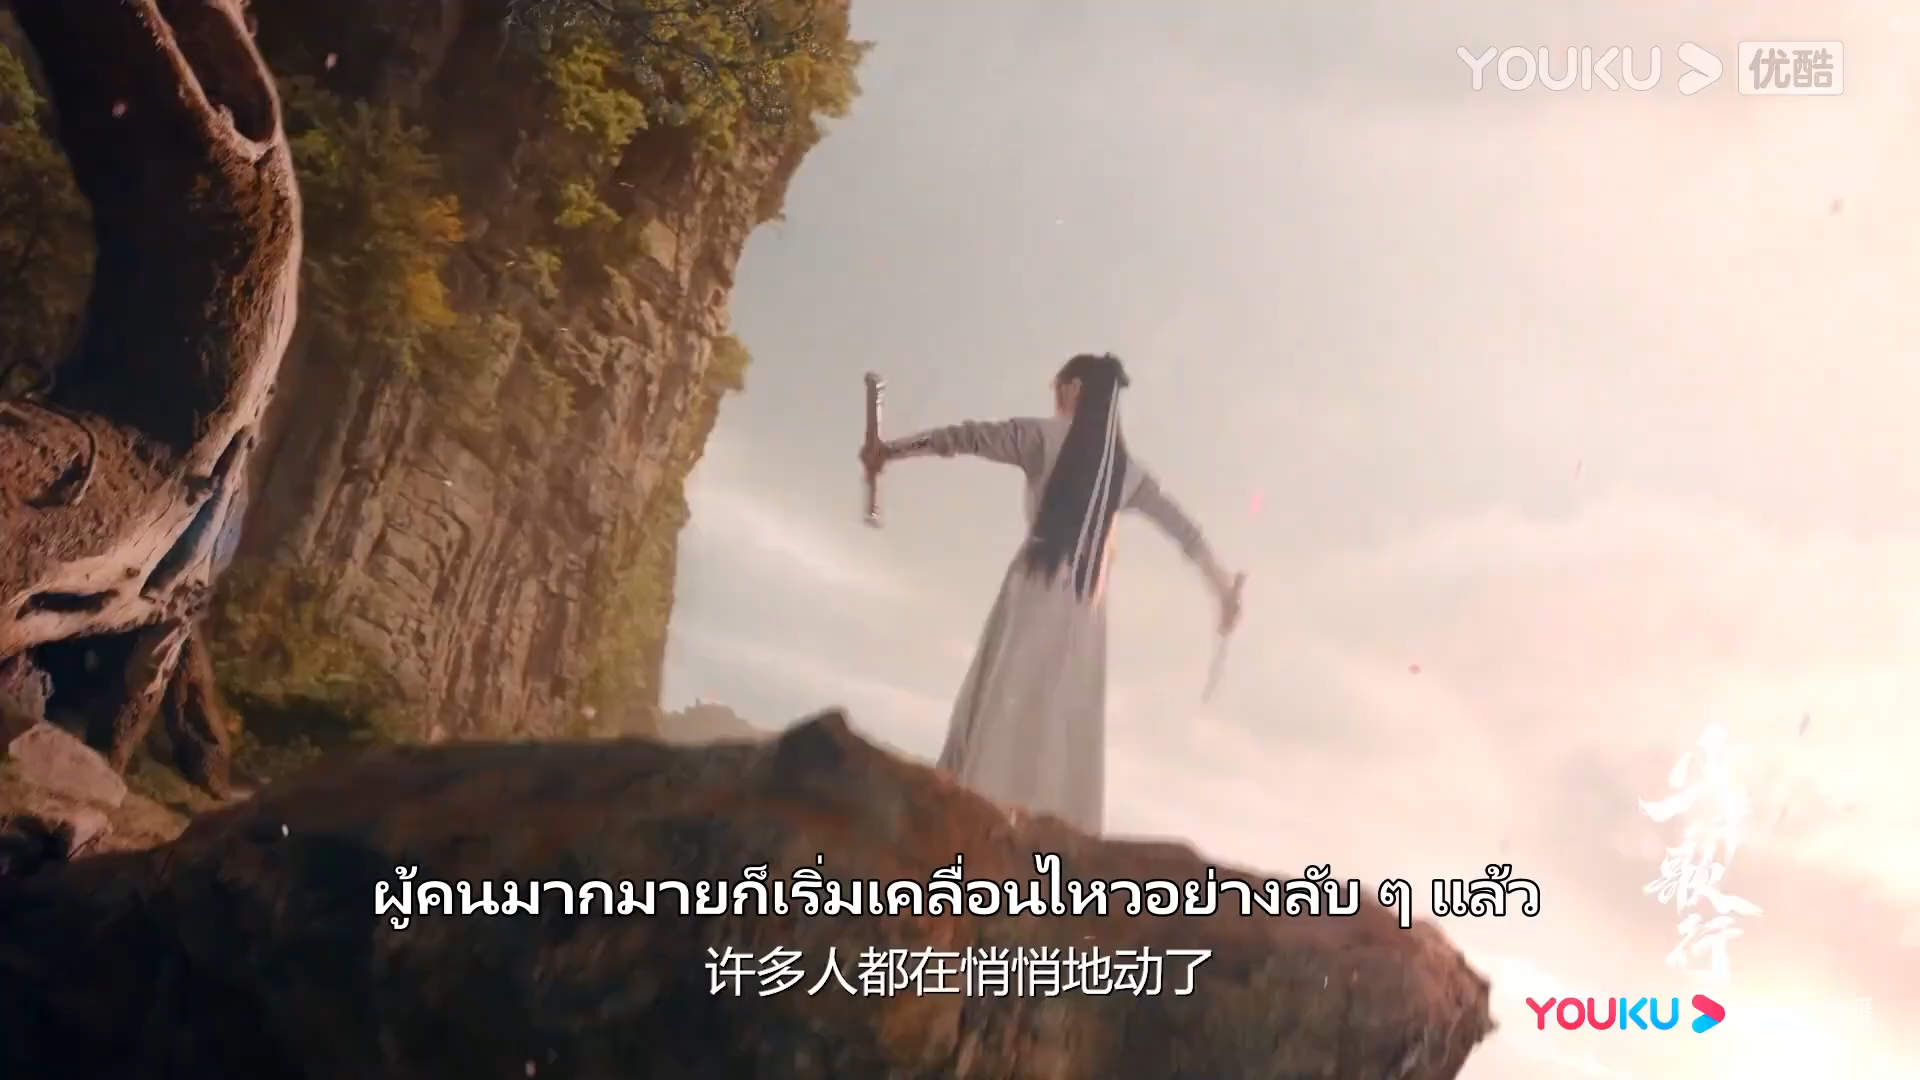 YOUKU 优酷
ผู้คนมากมายก็เริ่มเคลื่อนไหวอย่างลับ ๆ แล้ว
许多人都在悄悄地动了
歌行
YOUKU